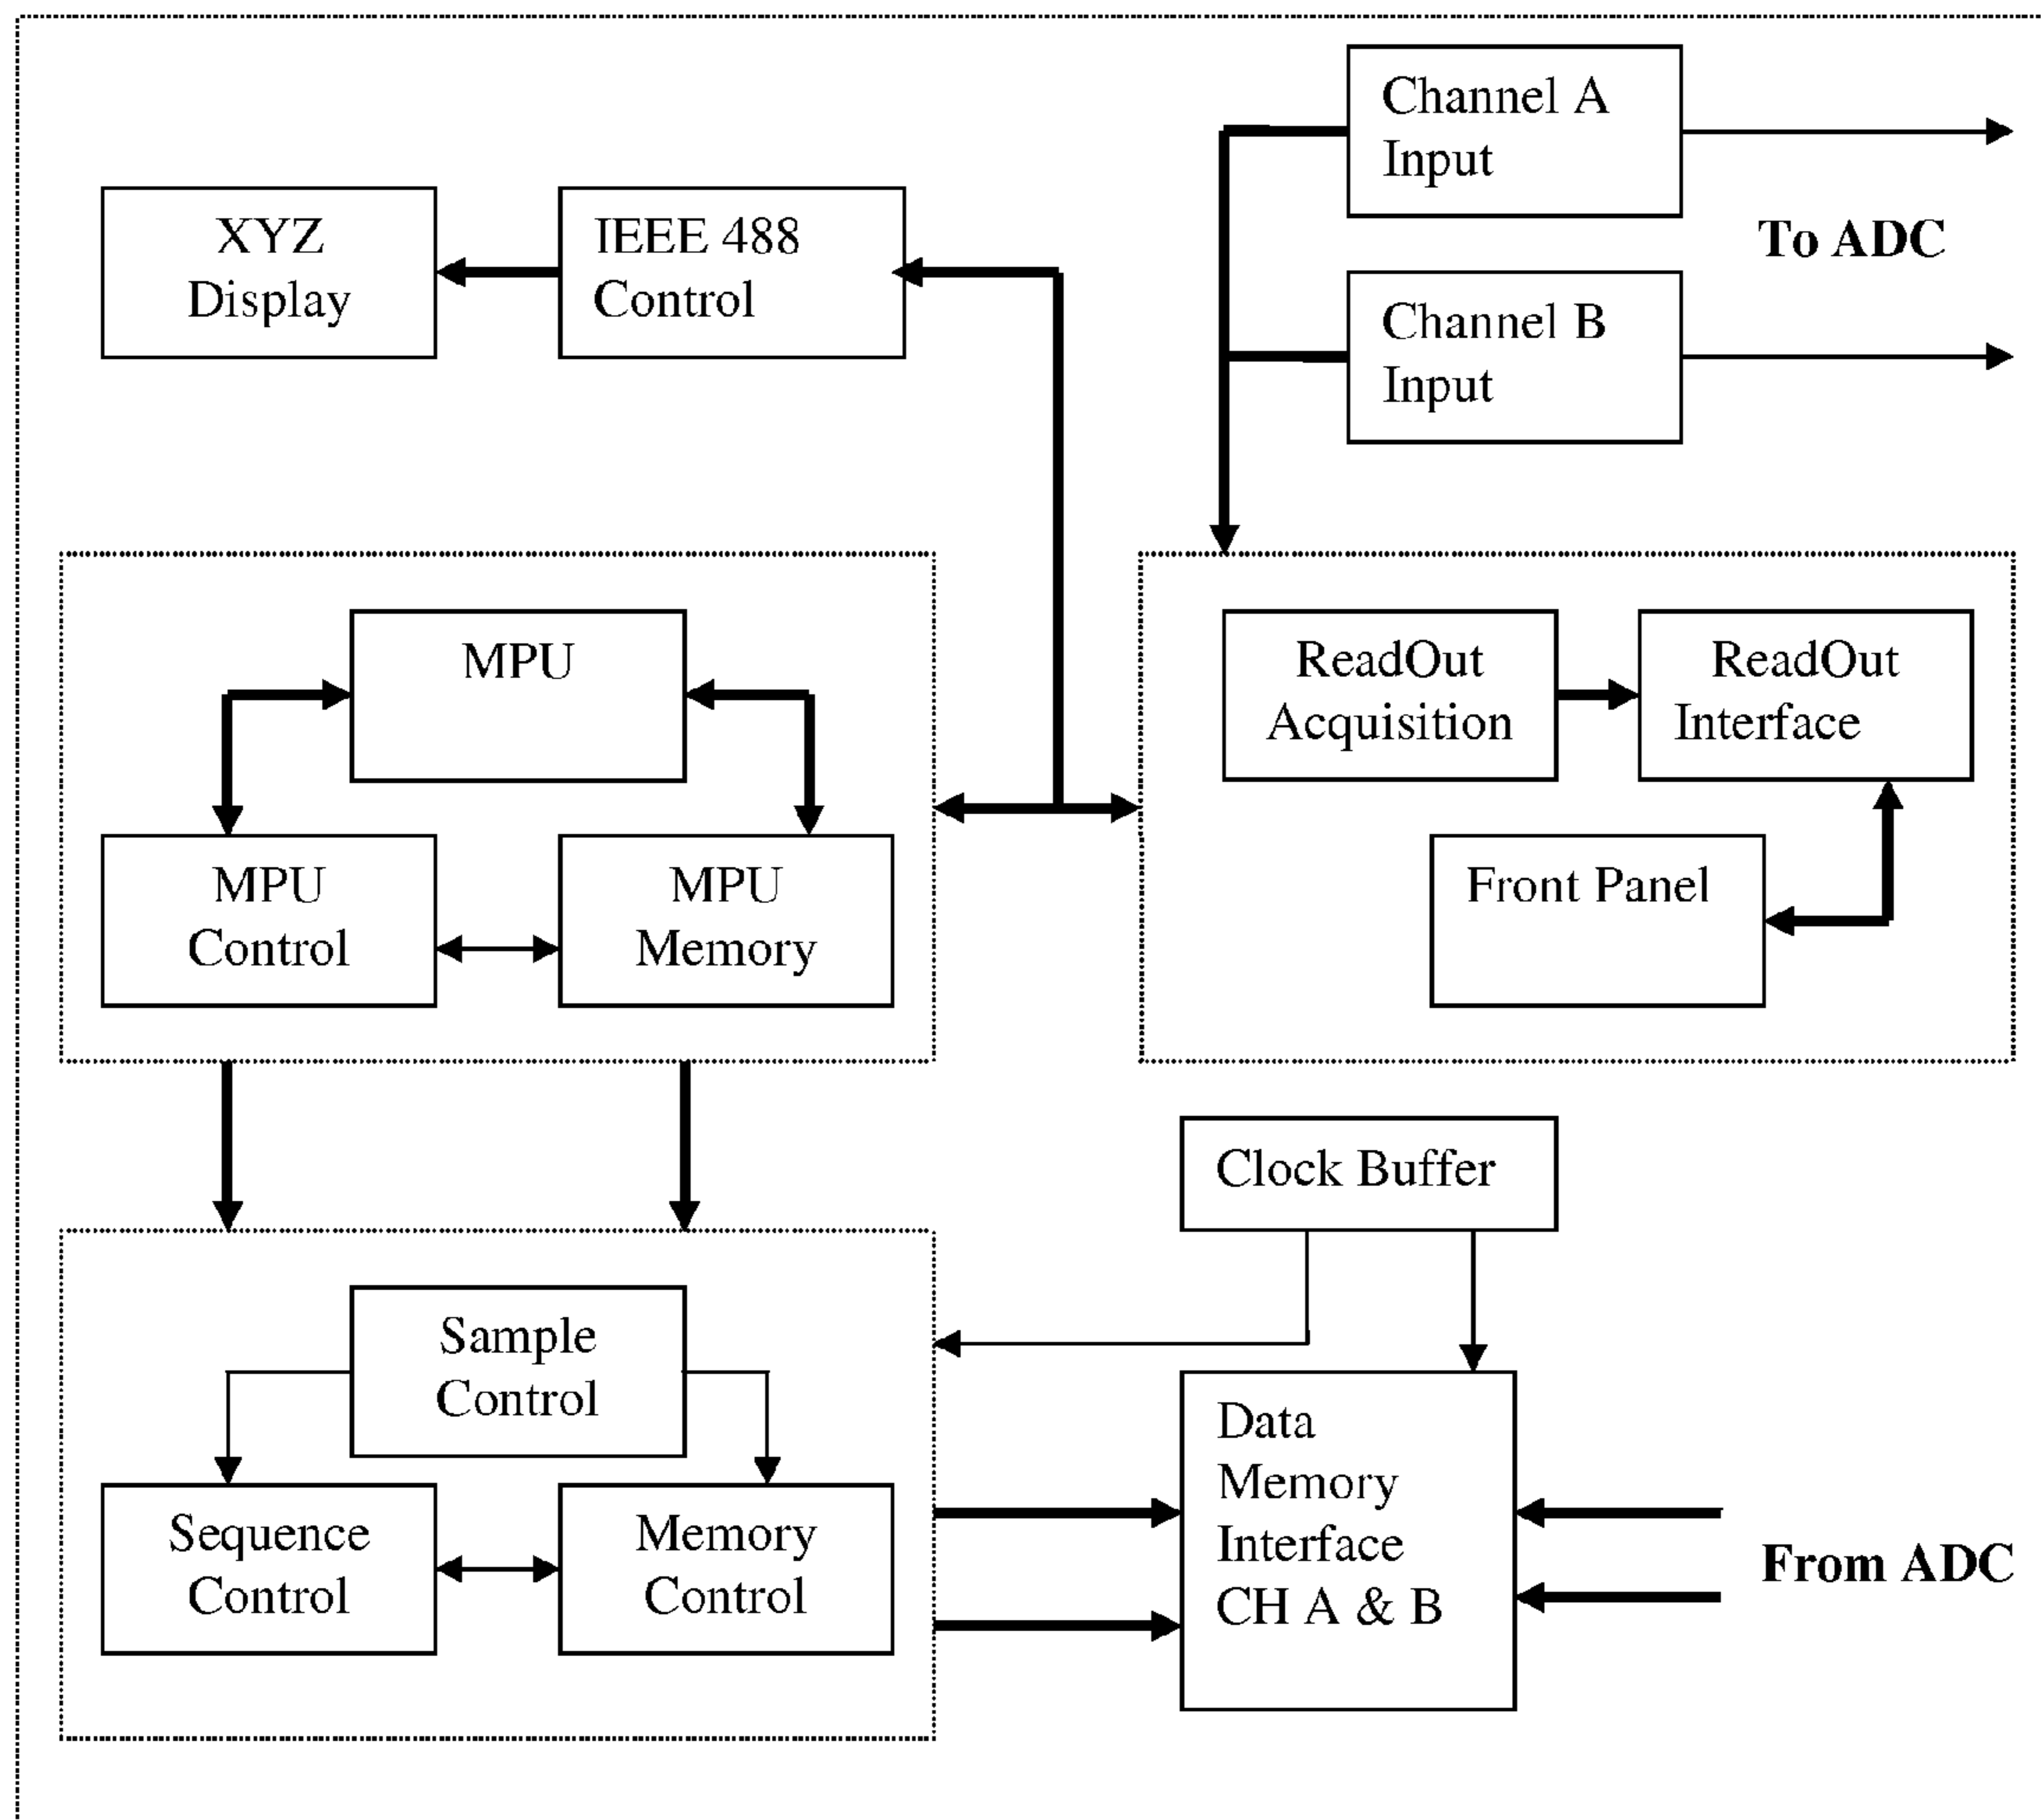 Channel A
Input
To ADC
XYZ
Display
IEEE 488
Control
Channel B
Input
MPU
MPU
Control
MPU
Memory
ReadOut
Acquisition
ReadOut
Interface
Front Panel
Clock Buffer
Sample
Control
Sequence
Control
Memory
Control
Data
Memory
Interface
CH A & B
From ADC